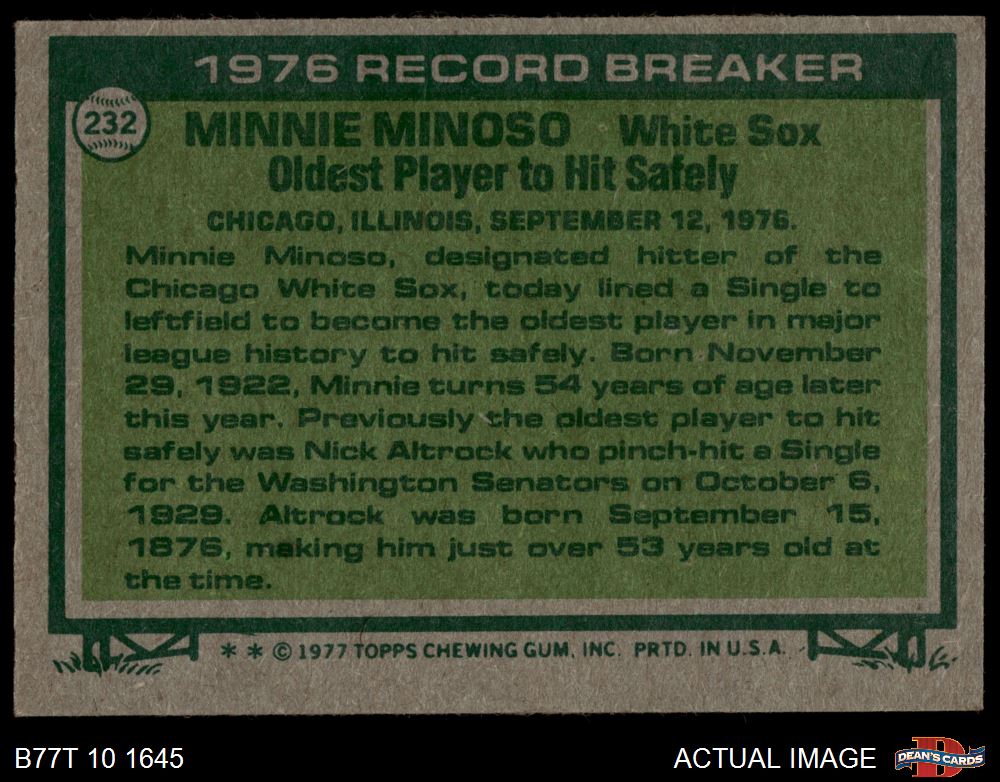 1976 RECORD BREAKER
232
MINNIE MINOSO White Sox
Oldest Player to Hit Safely
CHICAGO, ILLINOIS, SEPTEMBER 12, 1976.
Minnie Minoso, designated hitter of the
Chicago White Sox, today lined a Single to
leftfield to become the oldest player in major
league history to hit safely. Born November
29, 1922, Minnie turns 54 years of age later
this year. Previously the oldest player to hit
safely was Nick Altrock who pinch-hit a Single
for the Washington Senators on October 6,
1929. Altrock was born September 15,
1876, making him just over 53 years old at
the time.
* * © 1977 TOPPS CHEWING GUM, INC. PRTD. IN U.S.A.
B77T 10 1645
ACTUAL IMAGE
D
DEAN'S CARDS